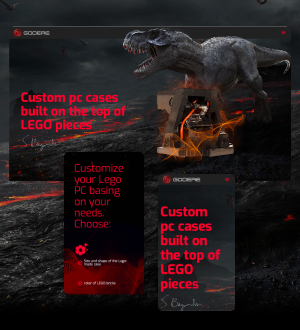 GODERE
Custom pc cases
built on the top of
LEGO pieces
Customize
your Lego
PC basing
on your
needs.
Choose:
Size and shape of the Lego
made case
color of LEGO bricks
GODERE
Custom
pc cases
built on
the top of
LEGO
pieces